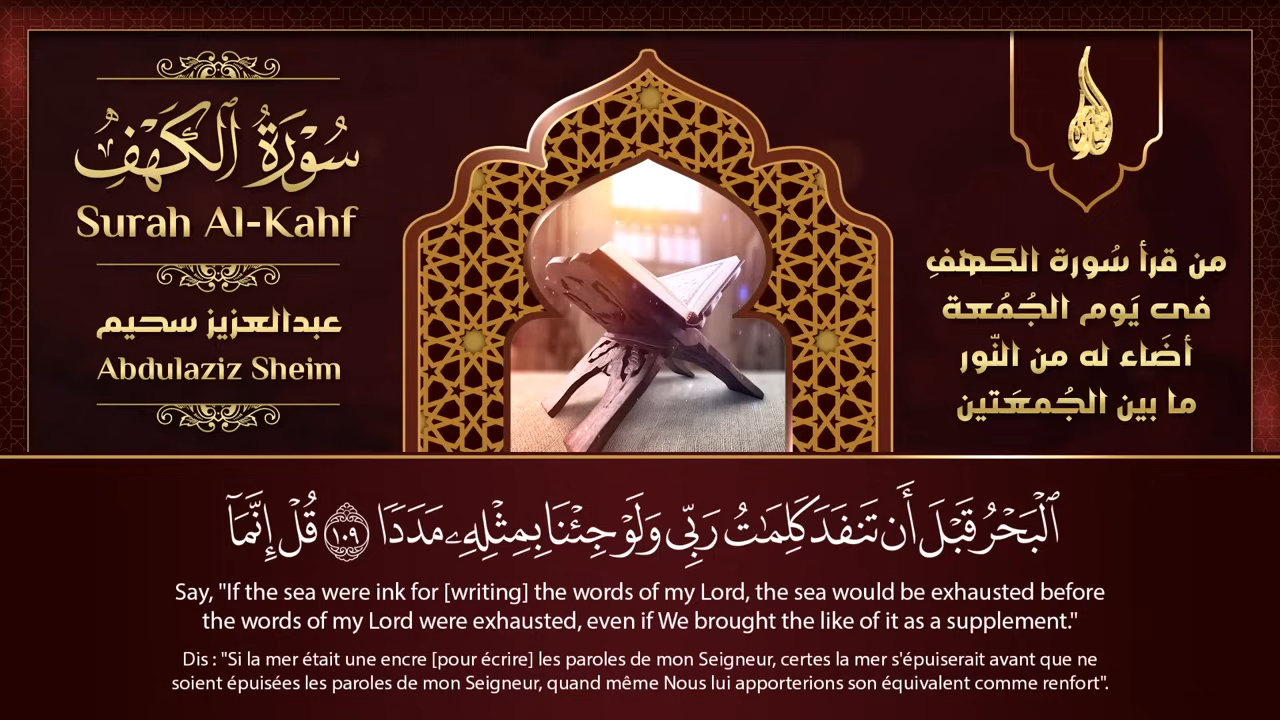 سُورَةُ ٱلْكَهْفِ
Surah Al-Kahf
عبدالعزيز سحيم
Abdulaziz Sheim
من قرأ سُورة الكهفِ
فى يَوم الجُمُعة
أضَاء له من النّور
ما بين الجُمعَتين
ٱلْبَحْرُ قَبْلَ أَن تَنفَدَ كَلِمَٰتُ رَبِّى وَلَوْ جِئْنَا بِمِثْلِهِۦ مَدَدًا ١٠٩ قُلْ إِنَّمَآ
Say, "If the sea were ink for [writing] the words of my Lord, the sea would be exhausted before
the words of my Lord were exhausted, even if We brought the like of it as a supplement."
Dis : "Si la mer était une encre [pour écrire] les paroles de mon Seigneur, certes la mer s'épuiserait avant que ne
soient épuisées les paroles de mon Seigneur, quand même Nous lui apporterions son équivalent comme renfort".